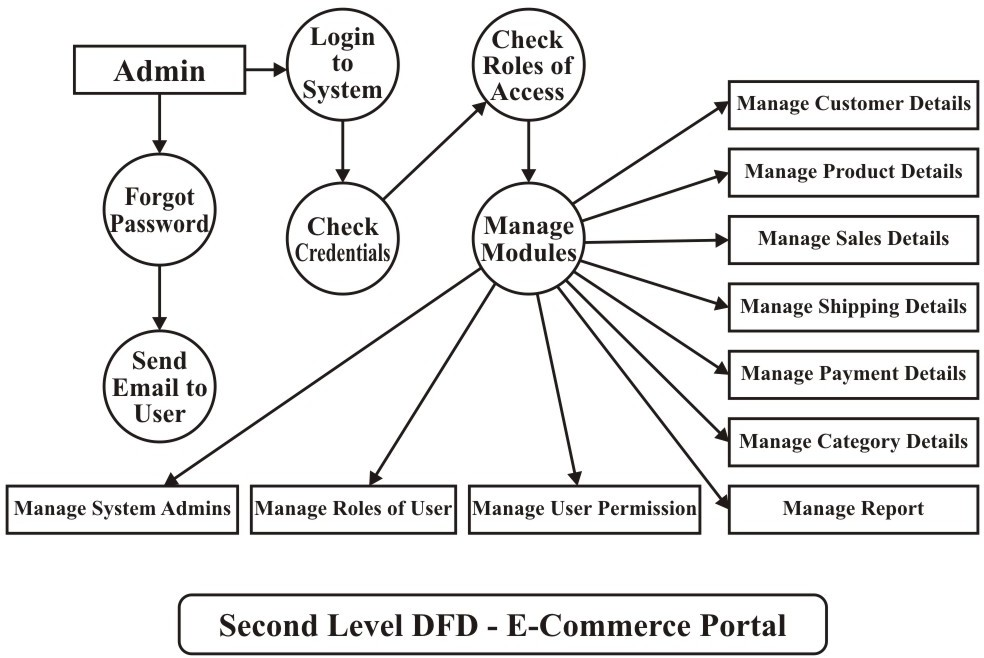 Admin
Login
to
System
Check
Roles of
Access
Forgot
Password
Check
Credentials
Manage
Modules
Send
Email to
User
Manage Customer Details
Manage Product Details
Manage Sales Details
Manage Shipping Details
Manage Payment Details
Manage Category Details
Manage System Admins
Manage Roles of User
Manage User Permission
Manage Report
Second Level DFD - E-Commerce Portal